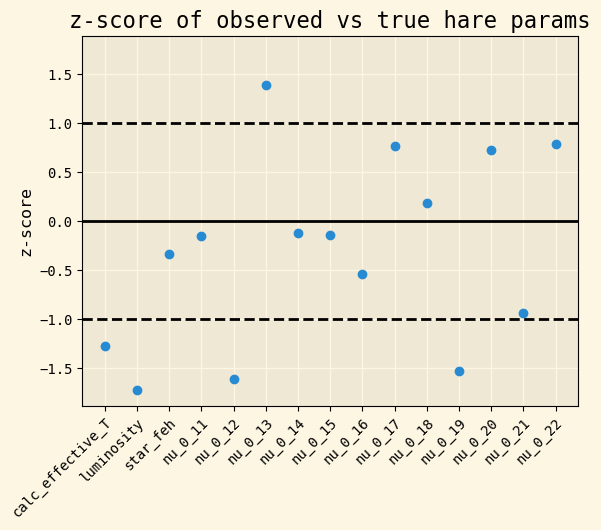 z-score of observed vs true hare params
z-score
1.5
1.0
0.5
0.0
−0.5
−1.0
−1.5
calc_effective_T
luminosity
star_feh
nu_0_11
nu_0_12
nu_0_13
nu_0_14
nu_0_15
nu_0_16
nu_0_17
nu_0_18
nu_0_19
nu_0_20
nu_0_21
nu_0_22